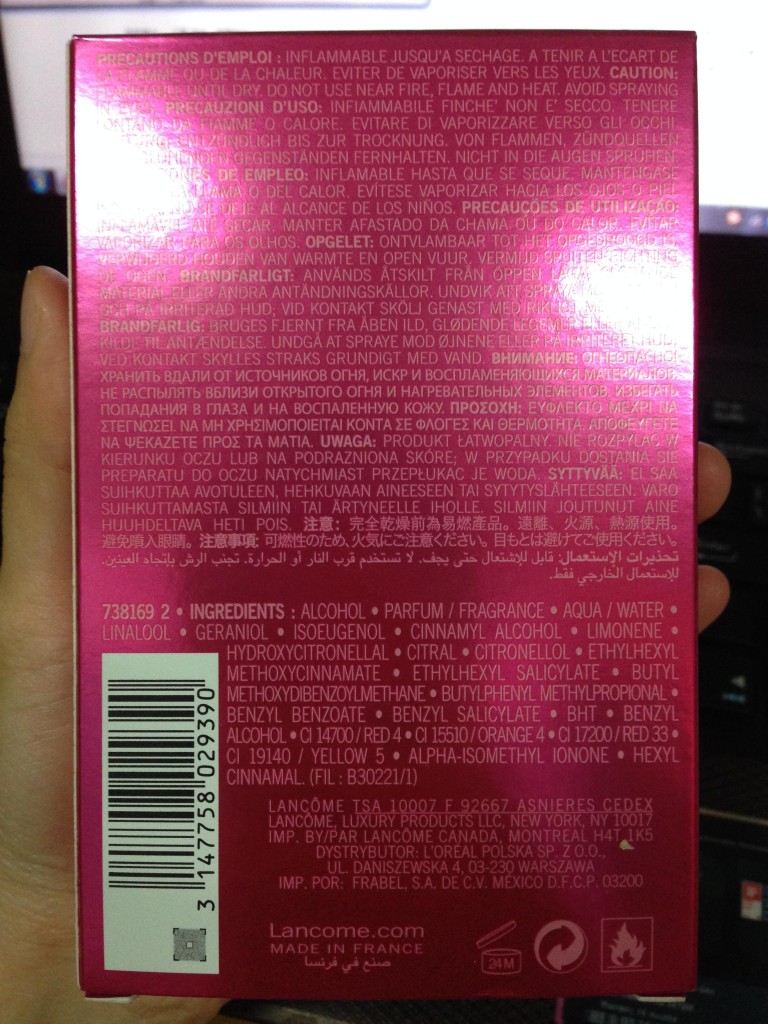 PRECAUTIONS D'EMPLOI : INFLAMMABLE JUSQU'A SECHAGE. A TENIR A L'ECART DE
LA FLAMME OU DE LA CHALEUR. EVITER DE VAPORISER VERS LES YEUX. CAUTION:
FLAMMABLE UNTIL DRY. DO NOT USE NEAR FIRE, FLAME AND HEAT. AVOID SPRAYING
IN EYES. PRECAUZIONI D'USO: INFIAMMABILE FINCHE' NON E' SECCO. TENERE
LONTANO DA FIAMME O CALORE. EVITARE DI VAPORIZZARE VERSO GLI OCCHI.
ENTZÜNDLICH BIS ZUR TROCKNUNG. VON FLAMMEN, ZÜNDQUELLEN
GEGENSTÄNDEN FERNHALTEN. NICHT IN DIE AUGEN SPRÜHEN.
DE EMPLEO: INFLAMABLE HASTA QUE SE SEQUE. MANTÉNGASE
LLAMA O DEL CALOR. EVÍTESE VAPORIZAR HACIA LOS OJOS O PIEL
DEJE AL ALCANCE DE LOS NIÑOS. PRECAUÇÕES DE UTILIZAÇÃO:
INFLAMÁVEL ATÉ SECAR. MANTER AFASTADO DA CHAMA OU DO CALOR. EVITAR
VAPORIZAR PARA OS OLHOS. OPGELET: ONTVLAMBAAR TOT HET OPGEDROOGD IS.
VERWIJDERD HOUDEN VAN WARMTE EN OPEN VUUR. VERMIJD RICHTING
DE OGEN. BRANDFARLIGT: ANVÄNDS ÅTSKILT FRÅN ÖPPEN
MATERIAL ELLER ANDRA ANTÄNDNINGSKÄLLOR. UNDVIK ATT SPRAYA
OCH PÅ IRRITERAD HUD; VID KONTAKT SKÖLJ GENAST MED
BRANDFARLIG: BRUGES FJERNT FRA ÅBEN ILD, GLØDENDE LEGEMER
KILDE TIL ANTÆNDELSE. UNDGÅ AT SPRAYE MOD ØJNENE ELLER PÅ IRRITERET HUD;
VED KONTAKT SKYLLES STRAKS GRUNDIGT MED VAND. ВНИМАНИЕ: ОГНЕОПАСНО!
ХРАНИТЬ ВДАЛИ ОТ ИСТОЧНИКОВ ОГНЯ, ИСКР И ВОСПЛАМЕНЯЮЩИХСЯ МАТЕРИАЛОВ.
НЕ РАСПЫЛЯТЬ ВБЛИЗИ ОТКРЫТОГО ОГНЯ И НАГРЕВАТЕЛЬНЫХ ЭЛЕМЕНТОВ. ИЗБЕГАТЬ
ПОПАДАНИЯ В ГЛАЗА И НА ВОСПАЛЕННУЮ КОЖУ. ΠΡΟΣΟΧΗ: ΕΥΦΛΕΚΤΟ ΜΕΧΡΙ ΝΑ
ΣΤΕΓΝΩΣΕΙ. ΝΑ ΜΗ ΧΡΗΣΙΜΟΠΟΙΕΙΤΑΙ ΚΟΝΤΑ ΣΕ ΦΛΟΓΕΣ ΚΑΙ ΘΕΡΜΟΤΗΤΑ. ΑΠΟΦΕΥΓΕΤΕ
ΝΑ ΨΕΚΑΖΕΤΕ ΠΡΟΣ ΤΑ ΜΑΤΙΑ. UWAGA: PRODUKT ŁATWOPALNY. NIE ROZPYLAĆ W
KIERUNKU OCZU LUB NA PODRAŻNIONĄ SKÓRĘ; W PRZYPADKU DOSTANIA SIĘ
PREPARATU DO OCZU NATYCHMIAST PRZEPŁUKAĆ JE WODĄ. SYTTYVÄÄ: EI SAA
SUIHKUTTAA AVOTULEEN, HEHKUVAAN AINEESEEN TAI SYTYTYSLÄHTEESEEN. VARO
SUIHKUTTAMASTA SILMIIN TAI ÄRTYNEELLE IHOLLE. SILMIIN JOUTUNUT AINE
HUUHDELTAVA HETI POIS. 注意: 完全乾燥前為易燃產品。遠離、火源、熱源使用。
避免噴入眼睛。注意事項: 可燃性のため、火気にご注意ください。目もとは避けてご使用ください。
تحذيرات الإستعمال: قابل للإشتعال حتى يجف. لا تستخدم قرب النار أو الحرارة. تجنب الرش بإتجاه العينين.
للإستعمال الخارجي فقط.
738169 2 • INGREDIENTS : ALCOHOL • PARFUM / FRAGRANCE • AQUA / WATER •
LINALOOL • GERANIOL • ISOEUGENOL • CINNAMYL ALCOHOL • LIMONENE •
HYDROXYCITRONELLAL • CITRAL • CITRONELLOL • ETHYLHEXYL
METHOXYCINNAMATE • ETHYLHEXYL SALICYLATE • BUTYL
METHOXYDIBENZOYLMETHANE • BUTYLPHENYL METHYLPROPIONAL •
BENZYL BENZOATE • BENZYL SALICYLATE • BHT • BENZYL
ALCOHOL • CI 14700 / RED 4 • CI 15510 / ORANGE 4 • CI 17200 / RED 33 •
CI 19140 / YELLOW 5 • ALPHA-ISOMETHYL IONONE • HEXYL
CINNAMAL. (FIL : B30221/1)
3 147758 029390
LANCÔME TSA 10007 F 92667 ASNIERES CEDEX
LANCÔME, LUXURY PRODUCTS LLC, NEW YORK, NY 10017
IMP. BY/PAR LANCÔME CANADA, MONTREAL H4T 1K5
DYSTRYBUTOR: L'ORÉAL POLSKA SP. Z O.O.,
UL. DANISZEWSKA 4, 03-230 WARSZAWA
IMP. POR: FRABEL, S.A. DE C.V. MÉXICO D.F.C.P. 03200
Lancome.com
MADE IN FRANCE
صنع في فرنسا
24M